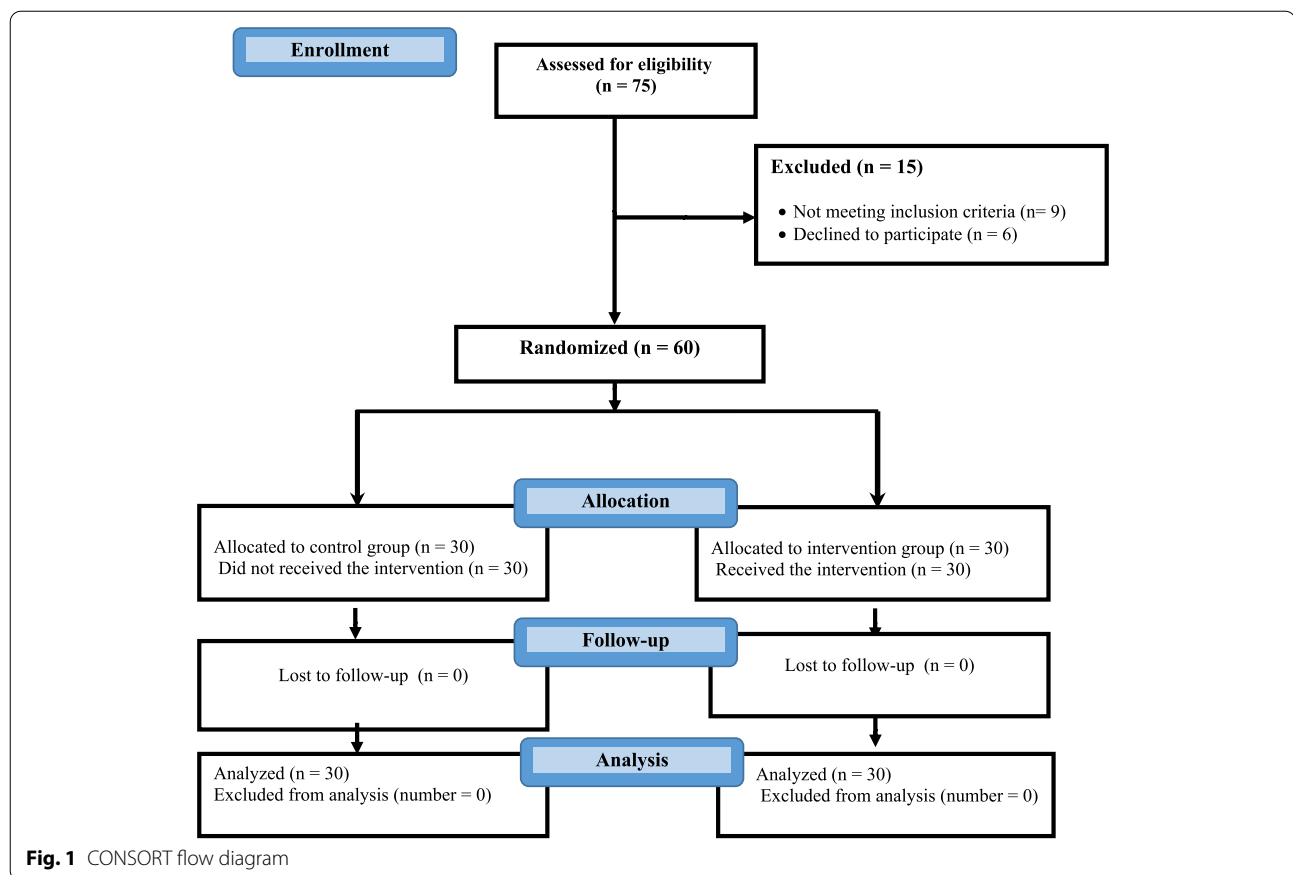 Enrollment
Assessed for eligibility
(n = 75)
Excluded (n = 15)
• Not meeting inclusion criteria (n= 9)
• Declined to participate (n = 6)
Randomized (n = 60)
Allocation
Allocated to control group (n = 30)
Did not received the intervention (n = 30)
Allocated to intervention group (n = 30)
Received the intervention (n = 30)
Follow-up
Lost to follow-up (n = 0)
Lost to follow-up (n = 0)
Analysis
Analyzed (n = 30)
Excluded from analysis (number = 0)
Analyzed (n = 30)
Excluded from analysis (number = 0)
Fig. 1 CONSORT flow diagram